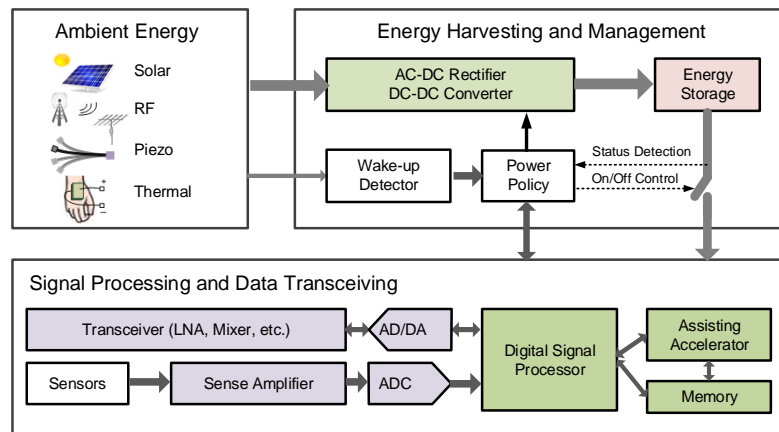 Ambient Energy
Solar
RF
Piezo
Thermal
+
−
Energy Harvesting and Management
AC-DC Rectifier
DC-DC Converter
Energy
Storage
Wake-up
Detector
Power
Policy
Status Detection
On/Off Control
Signal Processing and Data Transceiving
Transceiver (LNA, Mixer, etc.)
AD/DA
Sensors
Sense Amplifier
ADC
Digital Signal
Processor
Assisting
Accelerator
Memory